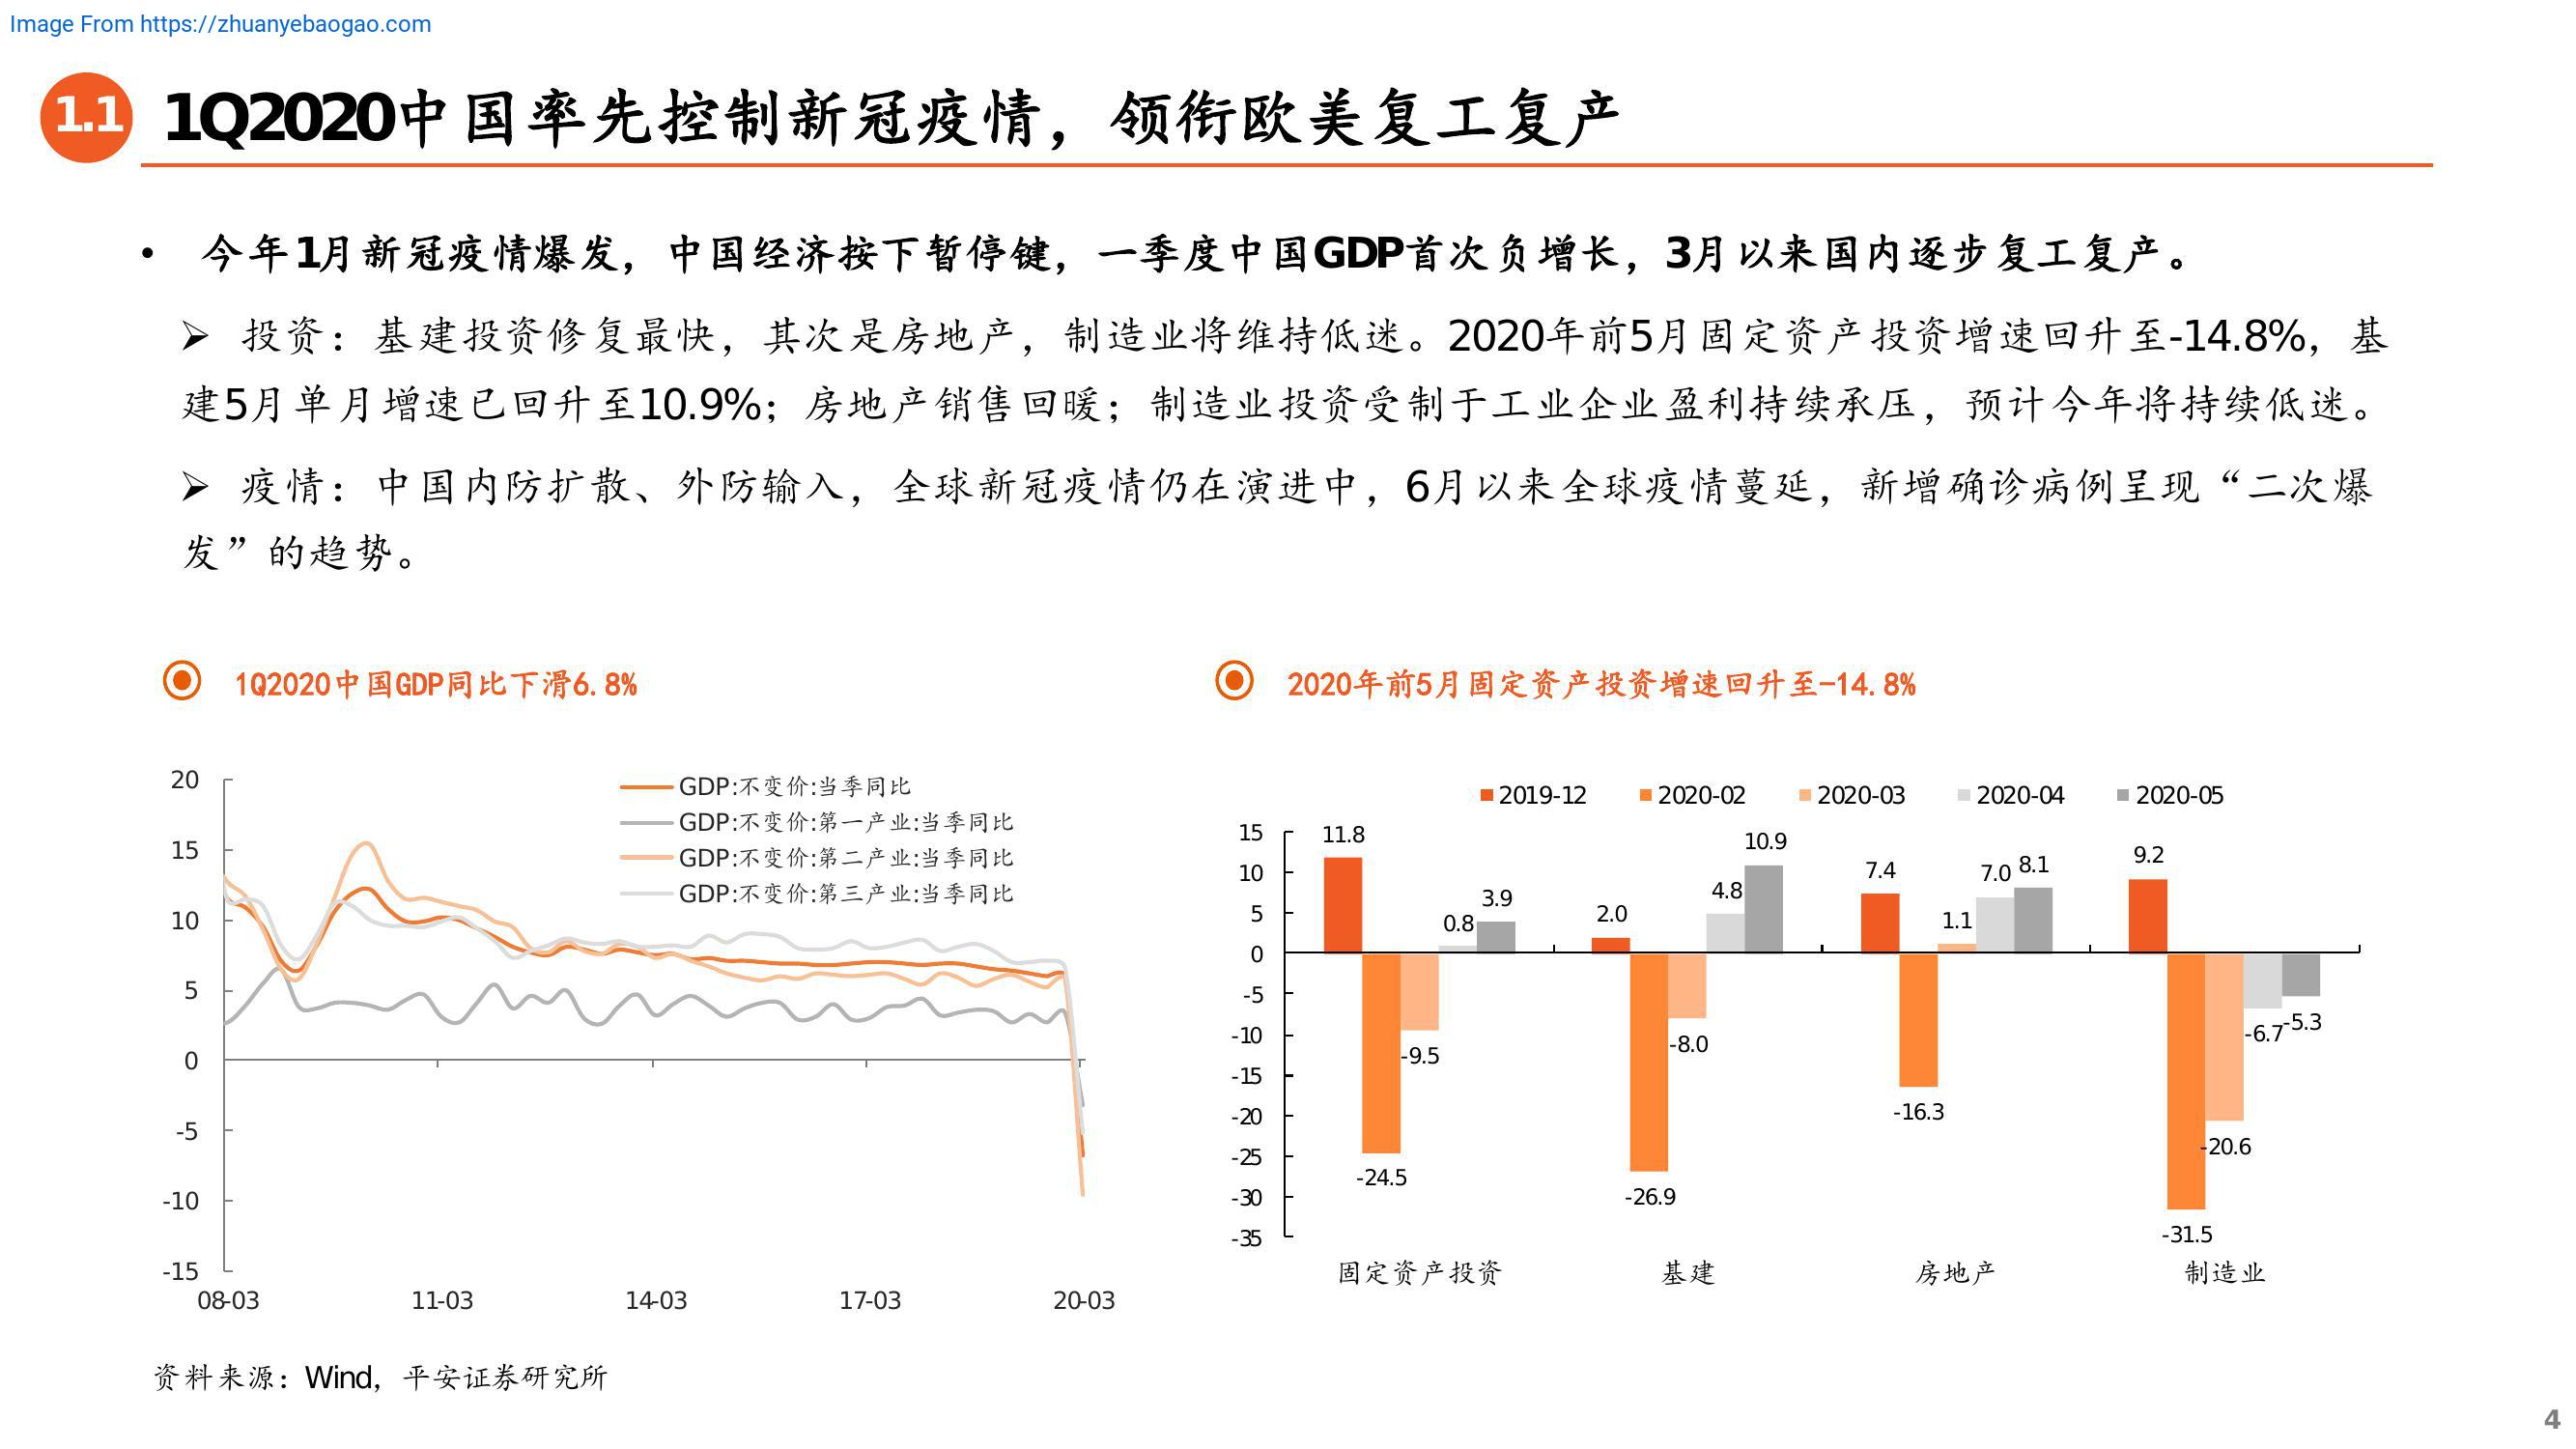 Image From https://zhuanyebaogao.com
1.1
1Q2020中国率先控制新冠疫情，领衔欧美复工复产
• 今年1月新冠疫情爆发，中国经济按下暂停键，一季度中国GDP首次负增长，3月以来国内逐步复工复产。
➢ 投资：基建投资修复最快，其次是房地产，制造业将维持低迷。2020年前5月固定资产投资增速回升至-14.8%，基
建5月单月增速已回升至10.9%；房地产销售回暖；制造业投资受制于工业企业盈利持续承压，预计今年将持续低迷。
➢ 疫情：中国内防扩散、外防输入，全球新冠疫情仍在演进中，6月以来全球疫情蔓延，新增确诊病例呈现“二次爆
发”的趋势。
1Q2020中国GDP同比下滑6.8%
20
15
10
5
0
-5
-10
-15
GDP:不变价:当季同比
GDP:不变价:第一产业:当季同比
GDP:不变价:第二产业:当季同比
GDP:不变价:第三产业:当季同比
08-03 11-03 14-03 17-03 20-03
2020年前5月固定资产投资增速回升至-14.8%
2019-12 2020-02 2020-03 2020-04 2020-05
15
10
5
0
-5
-10
-15
-20
-25
-30
-35
11.8
-24.5
-9.5
0.8
3.9
2.0
-26.9
-8.0
4.8
10.9
7.4
-16.3
1.1
7.0
8.1
9.2
-31.5
-20.6
-6.7
-5.3
固定资产投资 基建 房地产 制造业
资料来源：Wind，平安证券研究所
4